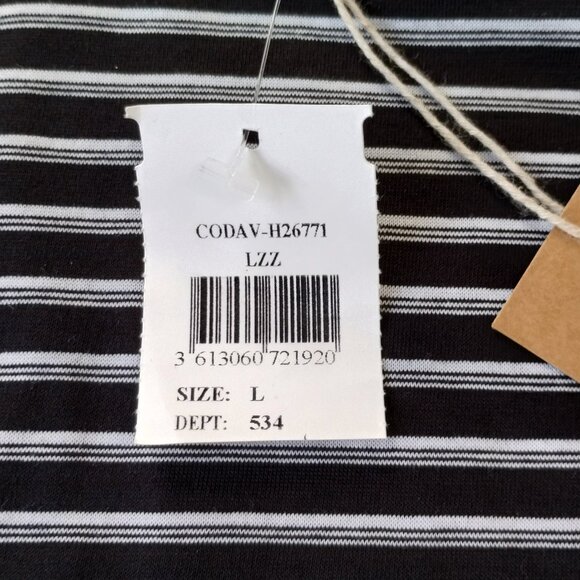 CODAV-H26771
LZZ
3 613060 721920
SIZE: L
DEPT: 534